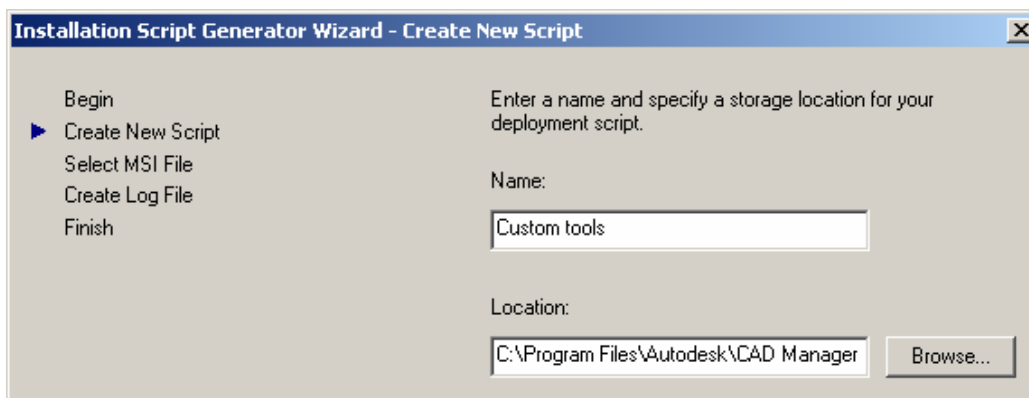 Installation Script Generator Wizard - Create New Script
Begin
Create New Script
Select MSI File
Create Log File
Finish
Enter a name and specify a storage location for your
deployment script.
Name:
Custom tools
Location:
C:\Program Files\Autodesk\CAD Manager
Browse...